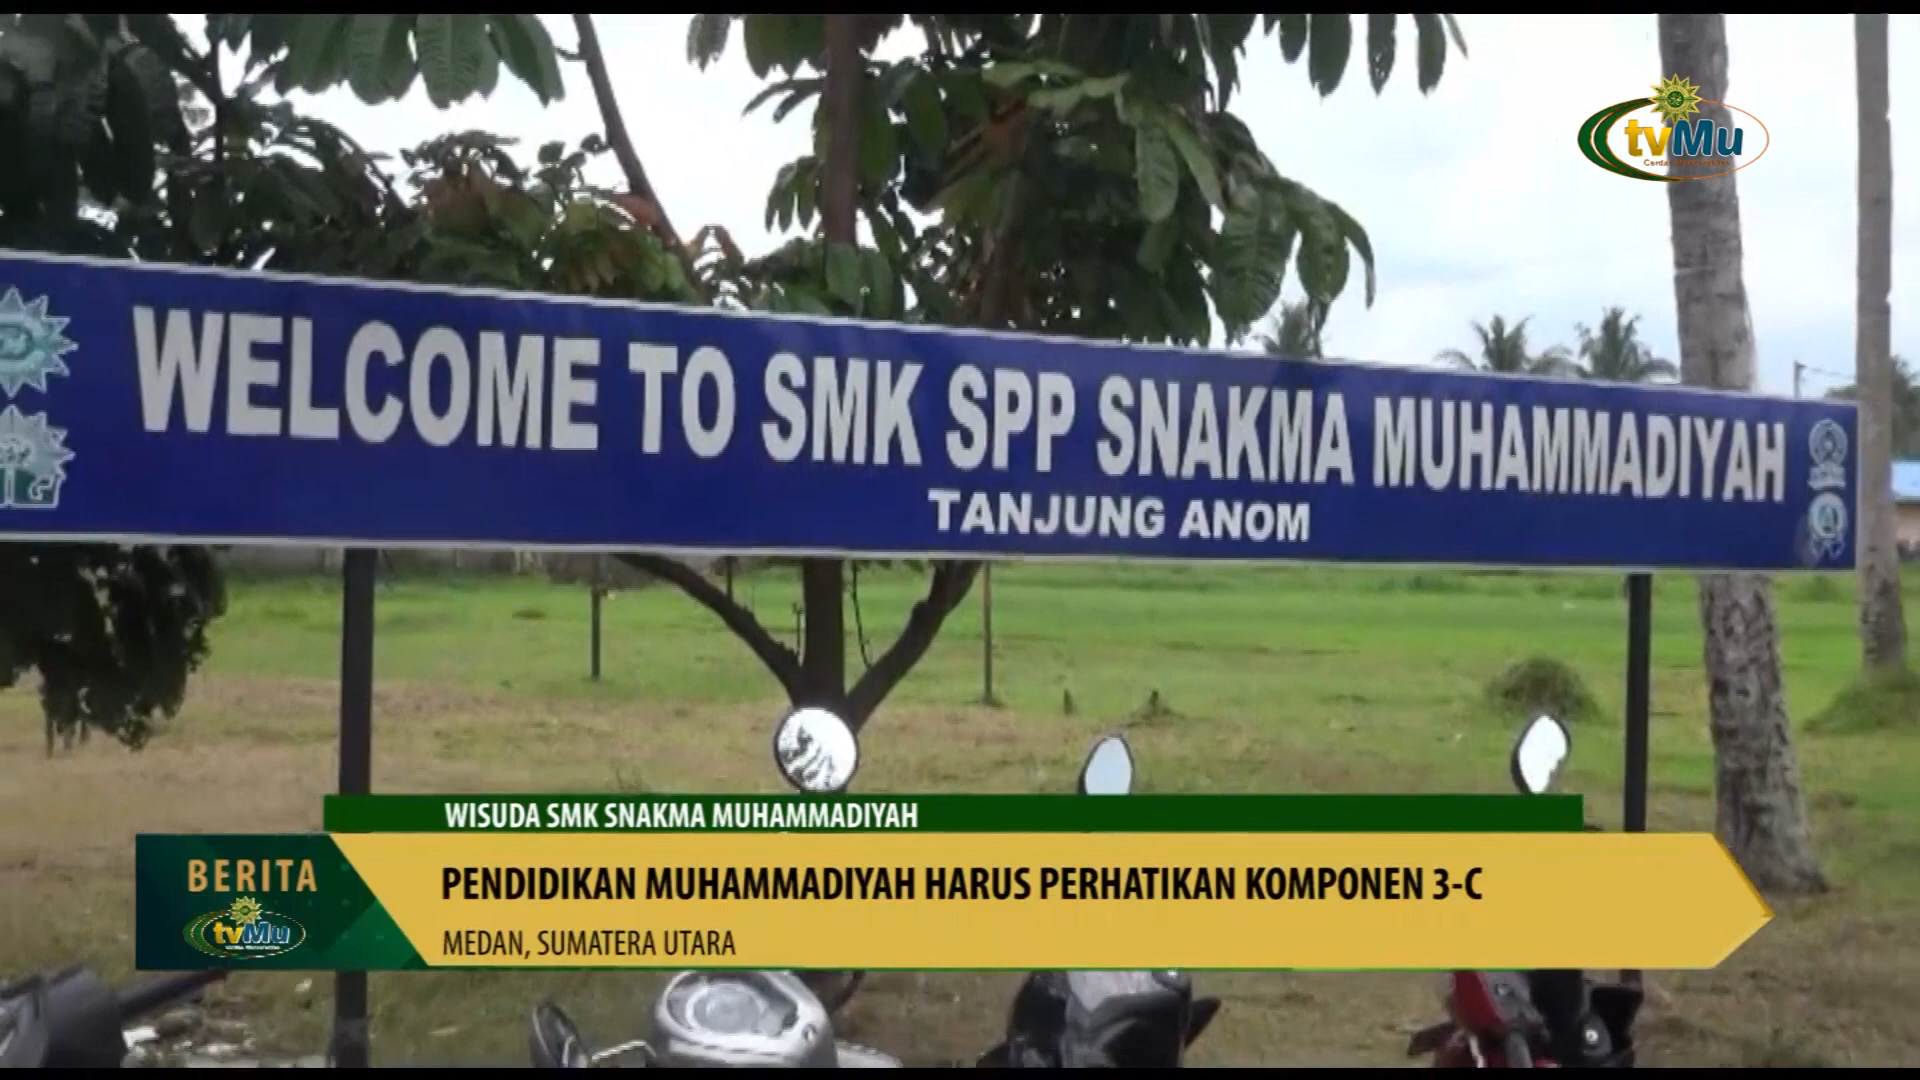 tvMu
WELCOME TO SMK SPP SNAKMA MUHAMMADIYAH
TANJUNG ANOM
WISUDA SMK SNAKMA MUHAMMADIYAH
BERITA
tvMu
PENDIDIKAN MUHAMMADIYAH HARUS PERHATIKAN KOMPONEN 3-C
MEDAN, SUMATERA UTARA